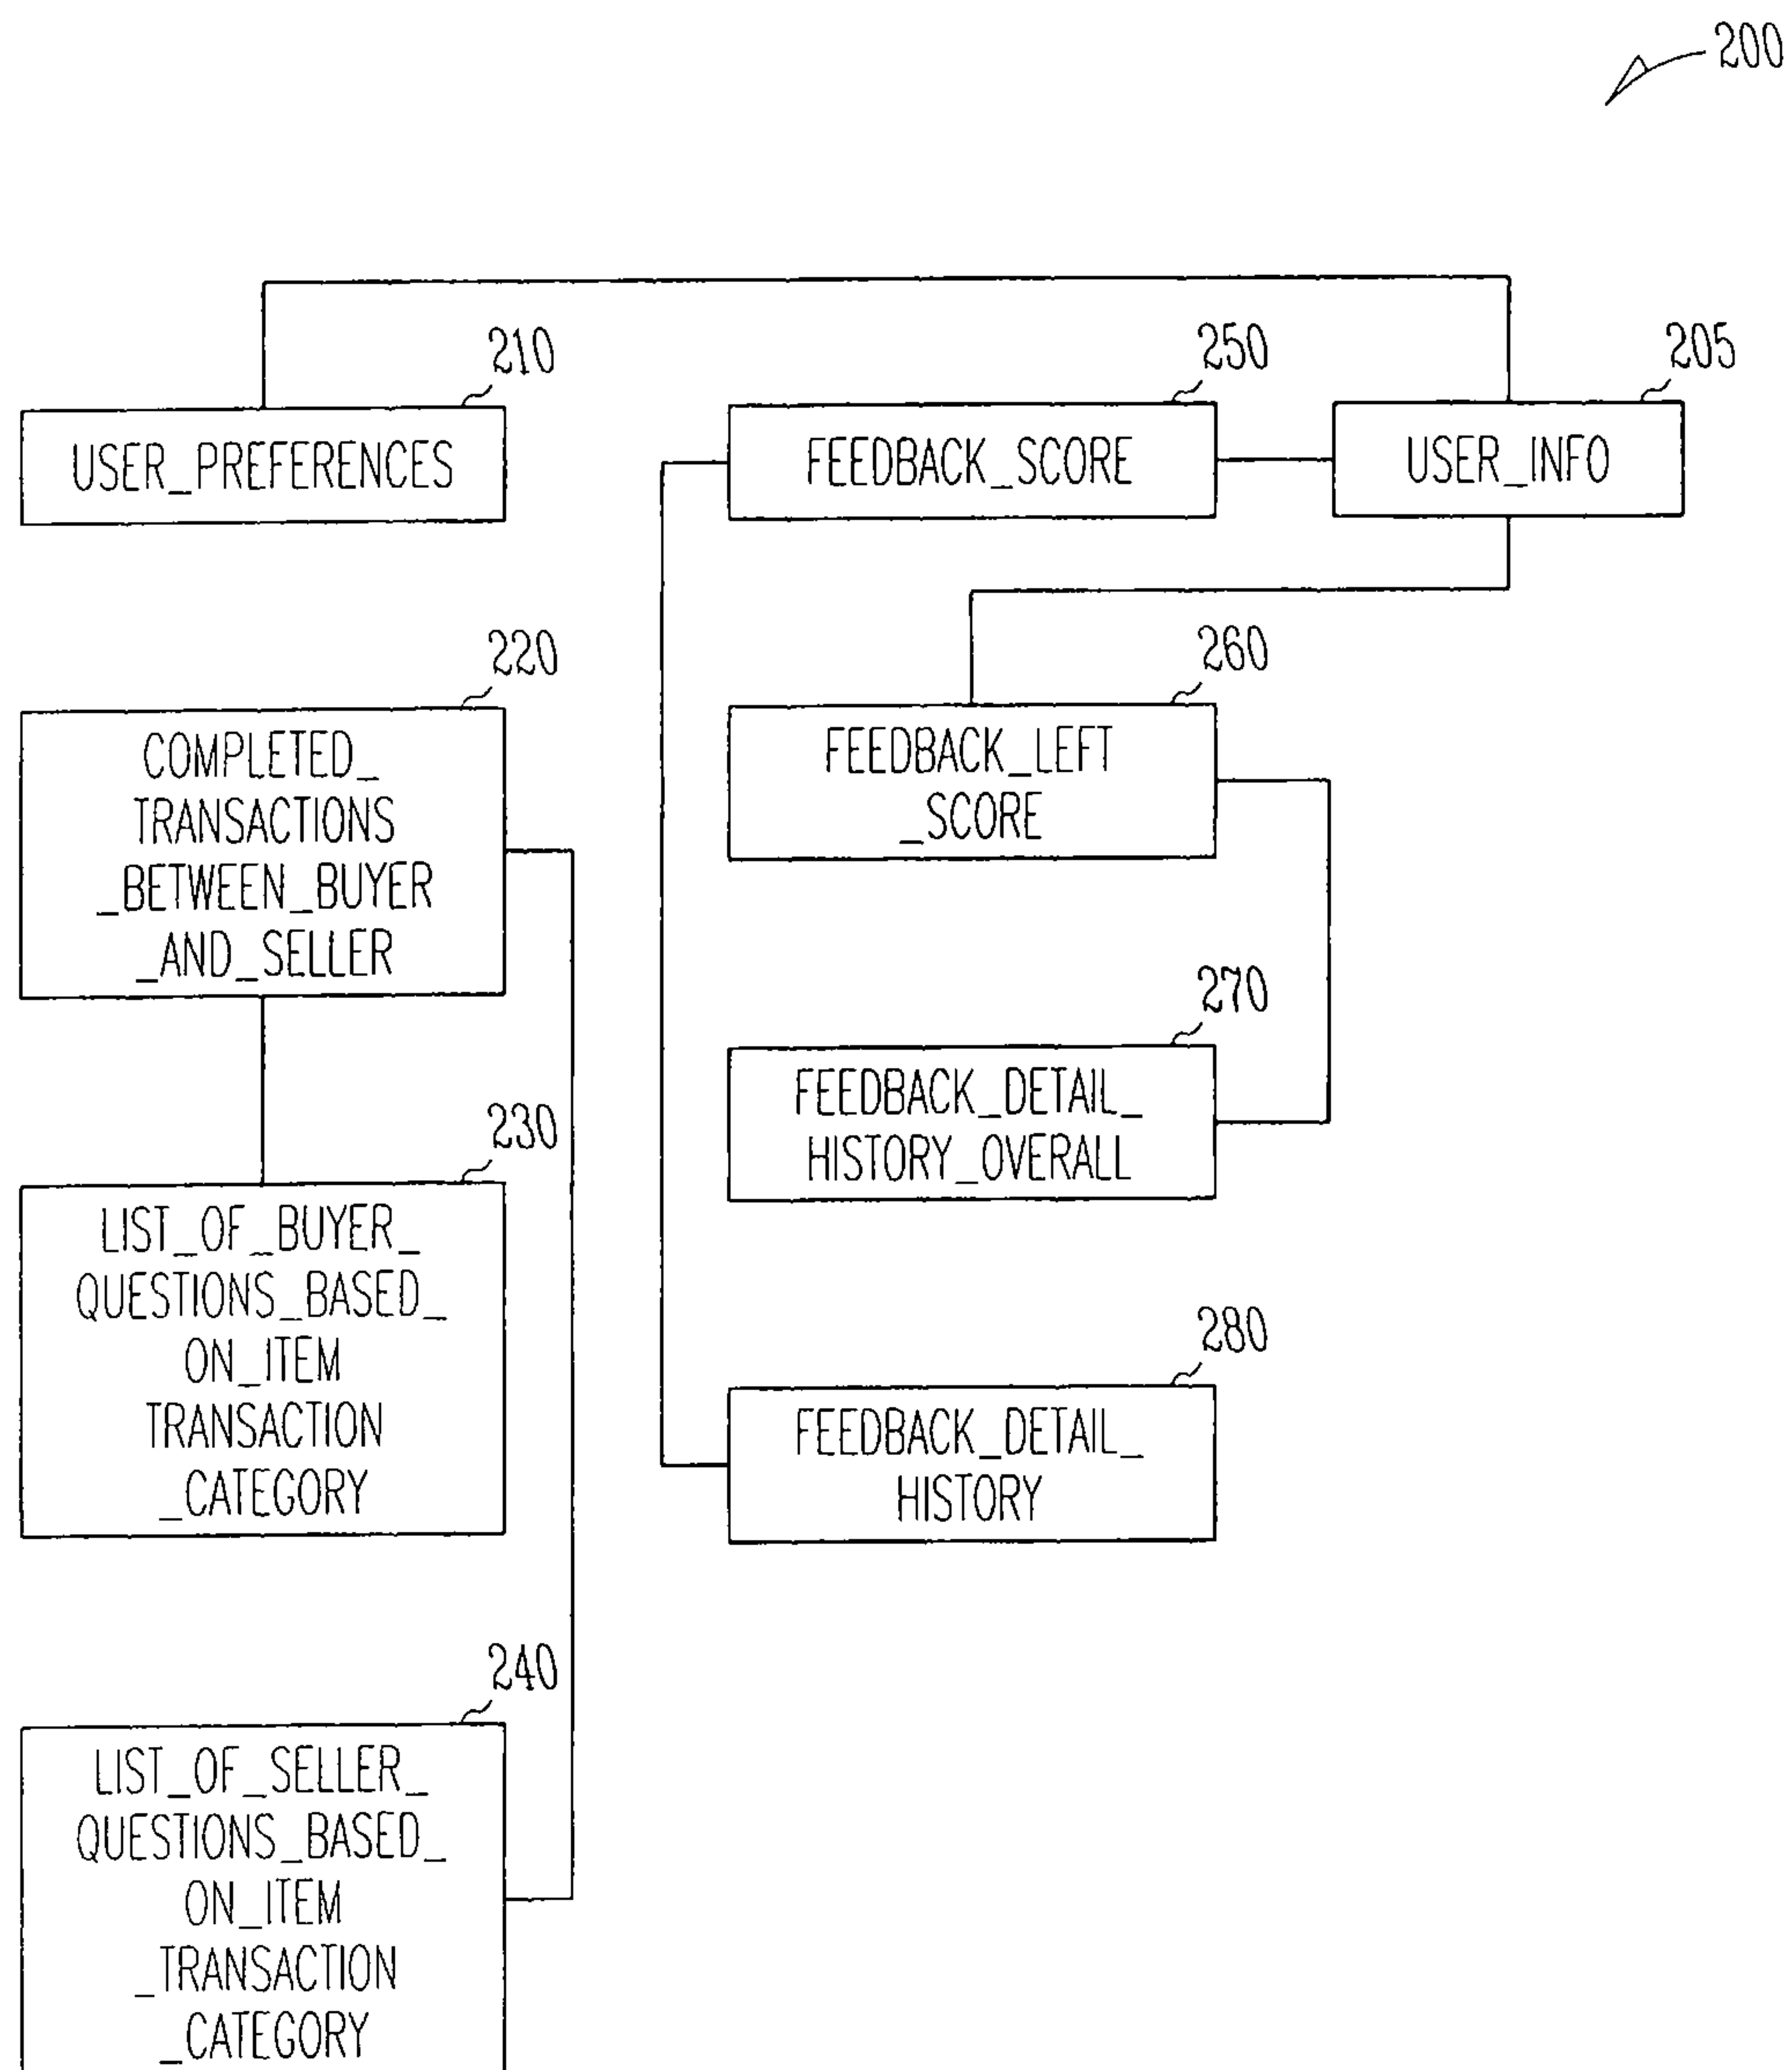 200
210
USER_PREFERENCES
250
FEEDBACK_SCORE
205
USER_INFO
220
COMPLETED_
TRANSACTIONS
_BETWEEN_BUYER
_AND_SELLER
260
FEEDBACK_LEFT
_SCORE
270
FEEDBACK_DETAIL_
HISTORY_OVERALL
230
LIST_OF_BUYER_
QUESTIONS_BASED_
ON_ITEM
TRANSACTION
_CATEGORY
280
FEEDBACK_DETAIL_
HISTORY
240
LIST_OF_SELLER_
QUESTIONS_BASED_
ON_ITEM
_TRANSACTION
_CATEGORY